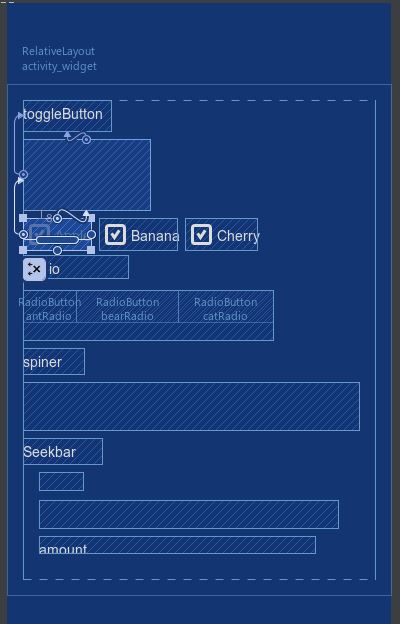 RelativeLayout
activity_widget
toggleButton
Banana
Cherry
io
RadioButton RadioButton RadioButton
antRadio bearRadio catRadio
spiner
Seekbar
amount